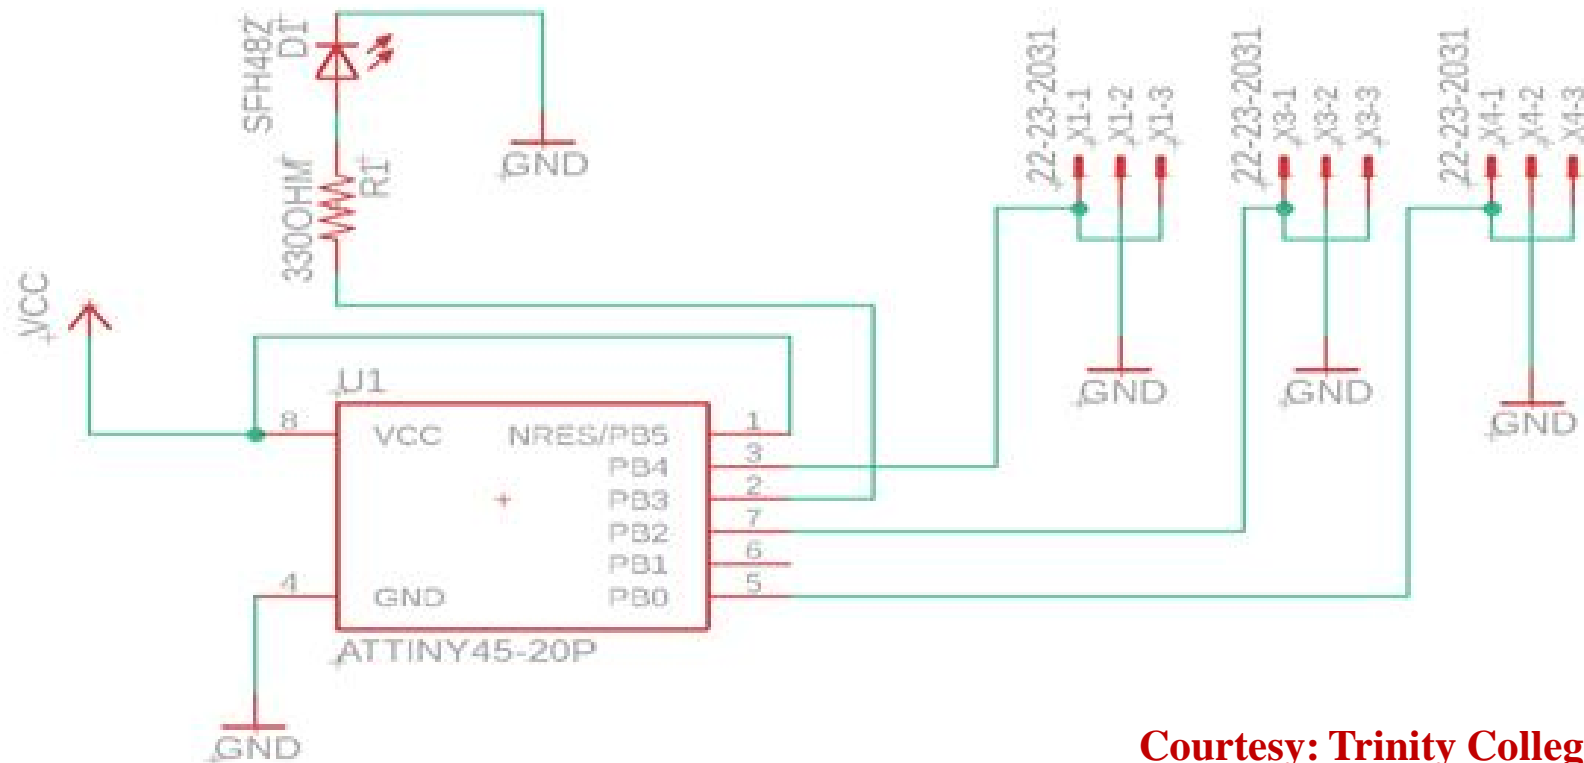 SFH482
D1
GND
330OHM
R1
VCC
22-23-2031
X1-1
X1-2
X1-3
22-23-2031
X3-1
X3-2
X3-3
22-23-2031
X4-1
X4-2
X4-3
GND
GND
GND
U1
8
VCC
NRES/PB5
1
PB4
3
PB3
2
PB2
7
PB1
6
4
GND
PB0
5
ATTINY45-20P
GND
Courtesy: Trinity Colleg